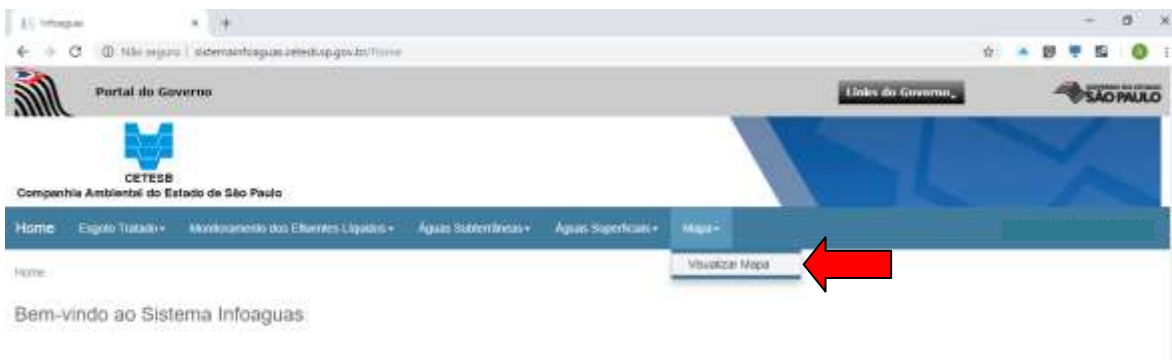 Infoaguas
Não seguro | sistemainfoaguas.cetesb.sp.gov.br/Home
Portal do Governo
Links do Governo
SÃO PAULO
CETESB
Companhia Ambiental do Estado de São Paulo
Home Esgoto Tratado Monitoramento dos Efluentes Líquidos Águas Subterrâneas Águas Superficiais Mapa
Visualizar Mapa
Home
Bem-vindo ao Sistema Infoaguas